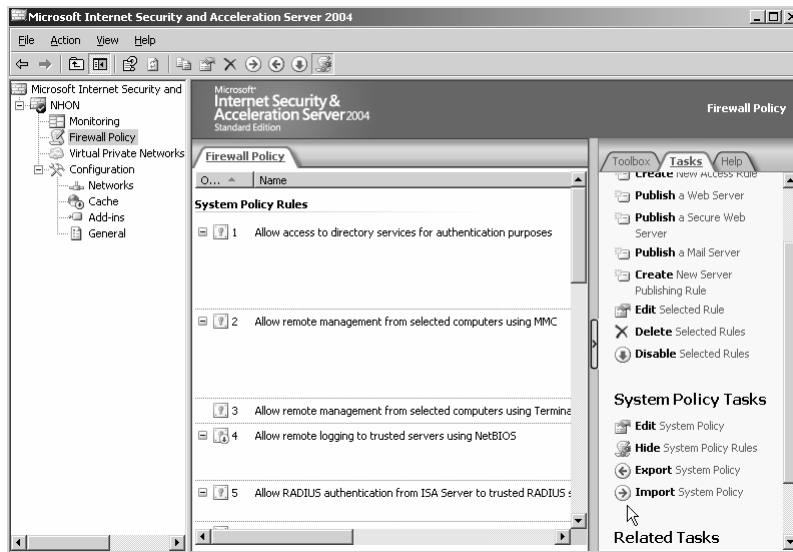 Microsoft Internet Security and Acceleration Server 2004
File Action View Help
Microsoft Internet Security and
NHON
Monitoring
Firewall Policy
Virtual Private Networks
Configuration
Networks
Cache
Add-ins
General
Microsoft®
Internet Security &
Acceleration Server 2004
Standard Edition
Firewall Policy
Firewall Policy
O... Name
System Policy Rules
1 Allow access to directory services for authentication purposes
2 Allow remote management from selected computers using MMC
3 Allow remote management from selected computers using Termina
4 Allow remote logging to trusted servers using NetBIOS
5 Allow RADIUS authentication from ISA Server to trusted RADIUS s
Toolbox Tasks Help
Create New Access Rule
Publish a Web Server
Publish a Secure Web
Server
Publish a Mail Server
Create New Server
Publishing Rule
Edit Selected Rule
Delete Selected Rules
Disable Selected Rules
System Policy Tasks
Edit System Policy
Hide System Policy Rules
Export System Policy
Import System Policy
Related Tasks